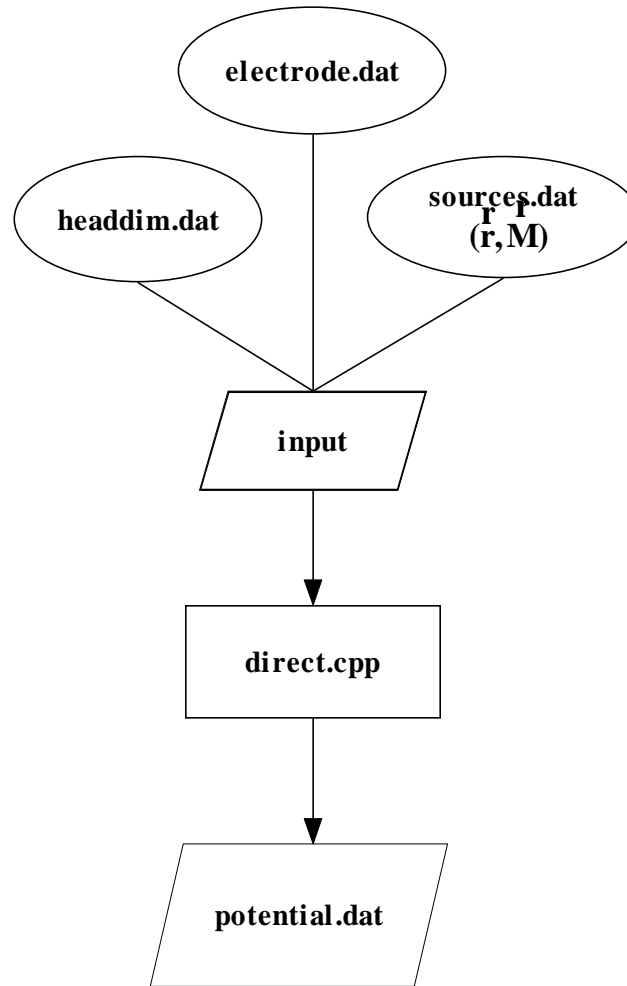 electrode.dat
headdim.dat
sources.dat
r r
(r, M)
input
direct.cpp
potential.dat